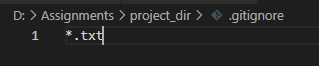 D: > Assignments > project_dir > .gitignore
1 *.txt